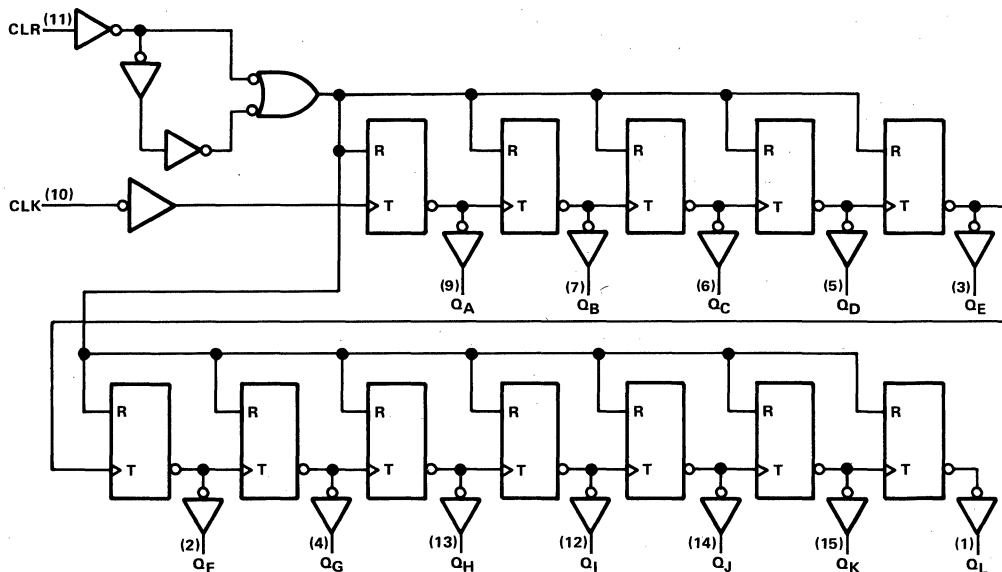 CLR (11)
R R R R R
CLK (10)
T T T T T
(9) (7) (6) (5) (3)
QA QB QC QD QE
R R R R R R R
T T T T T T T
(2) (4) (13) (12) (14) (15) (1)
QF QG QH QI QJ QK QL